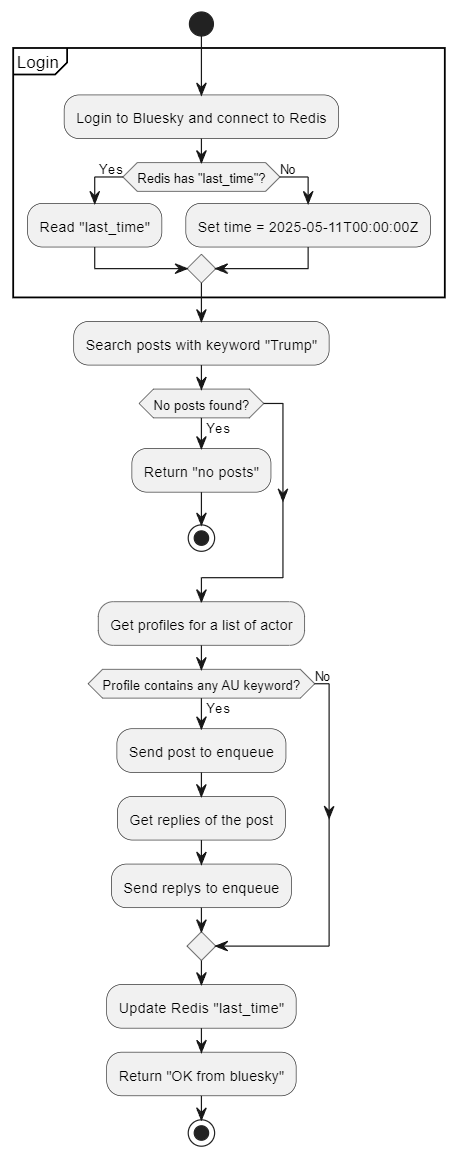 Login
Login to Bluesky and connect to Redis
Redis has "last_time"?
Yes
No
Read "last_time"
Set time = 2025-05-11T00:00:00Z
Search posts with keyword "Trump"
No posts found?
Yes
Return "no posts"
Get profiles for a list of actor
Profile contains any AU keyword?
No
Yes
Send post to enqueue
Get replies of the post
Send replys to enqueue
Update Redis "last_time"
Return "OK from bluesky"